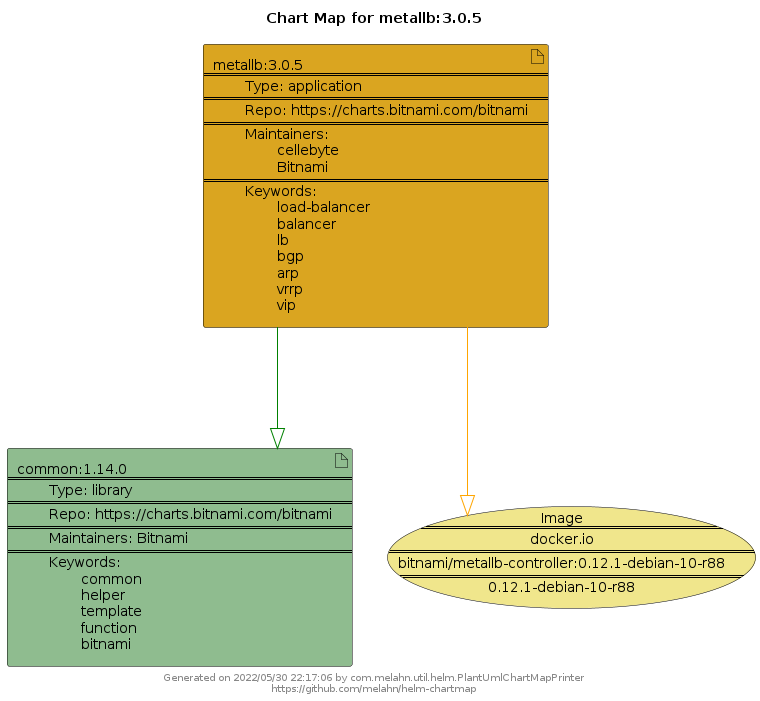 Chart Map for metallb:3.0.5
metallb:3.0.5
Type: application
Repo: https://charts.bitnami.com/bitnami
Maintainers:
cellebyte
Bitnami
Keywords:
load-balancer
balancer
lb
bgp
arp
vrrp
vip
common:1.14.0
Type: library
Repo: https://charts.bitnami.com/bitnami
Maintainers: Bitnami
Keywords:
common
helper
template
function
bitnami
Image
docker.io
bitnami/metallb-controller:0.12.1-debian-10-r88
0.12.1-debian-10-r88
Generated on 2022/05/30 22:17:06 by com.melahn.util.helm.PlantUmlChartMapPrinter
https://github.com/melahn/helm-chartmap